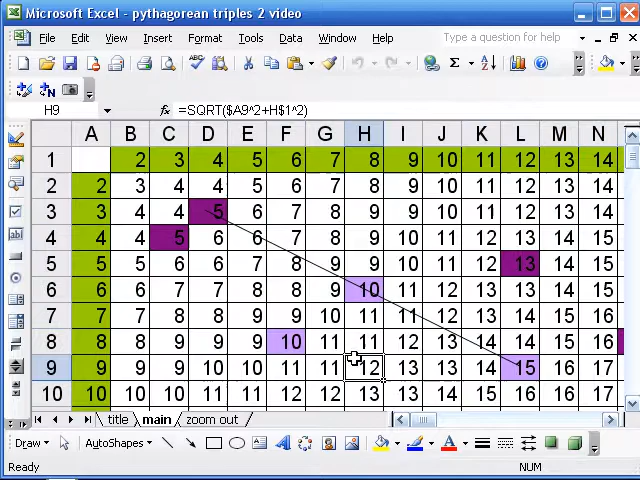 Microsoft Excel - pythagorean triples 2 video
File Edit View Insert Format Tools Data Window Help Type a question for help
H9 =SQRT($A9^2+H$1^2)
A B C D E F G H I J K L M N
1 2 3 4 5 6 7 8 9 10 11 12 13 14
2 2 3 4 4 5 6 7 8 9 10 11 12 13 14
3 3 4 4 5 6 7 8 9 9 10 11 12 13 14
4 4 4 5 6 6 7 8 9 10 11 12 13 14 15
5 5 5 6 6 7 8 9 9 10 11 12 13 14 15
6 6 6 7 7 8 8 9 10 11 12 13 13 14 15
7 7 7 8 8 9 9 10 11 11 12 13 14 15 16
8 8 8 9 9 9 10 11 11 12 13 14 14 15 16
9 9 9 9 10 10 11 11 12 13 13 14 15 16 17
10 10 10 10 11 11 12 12 13 13 14 15 16 16 17
title main zoom out
Draw AutoShapes
Ready NUM